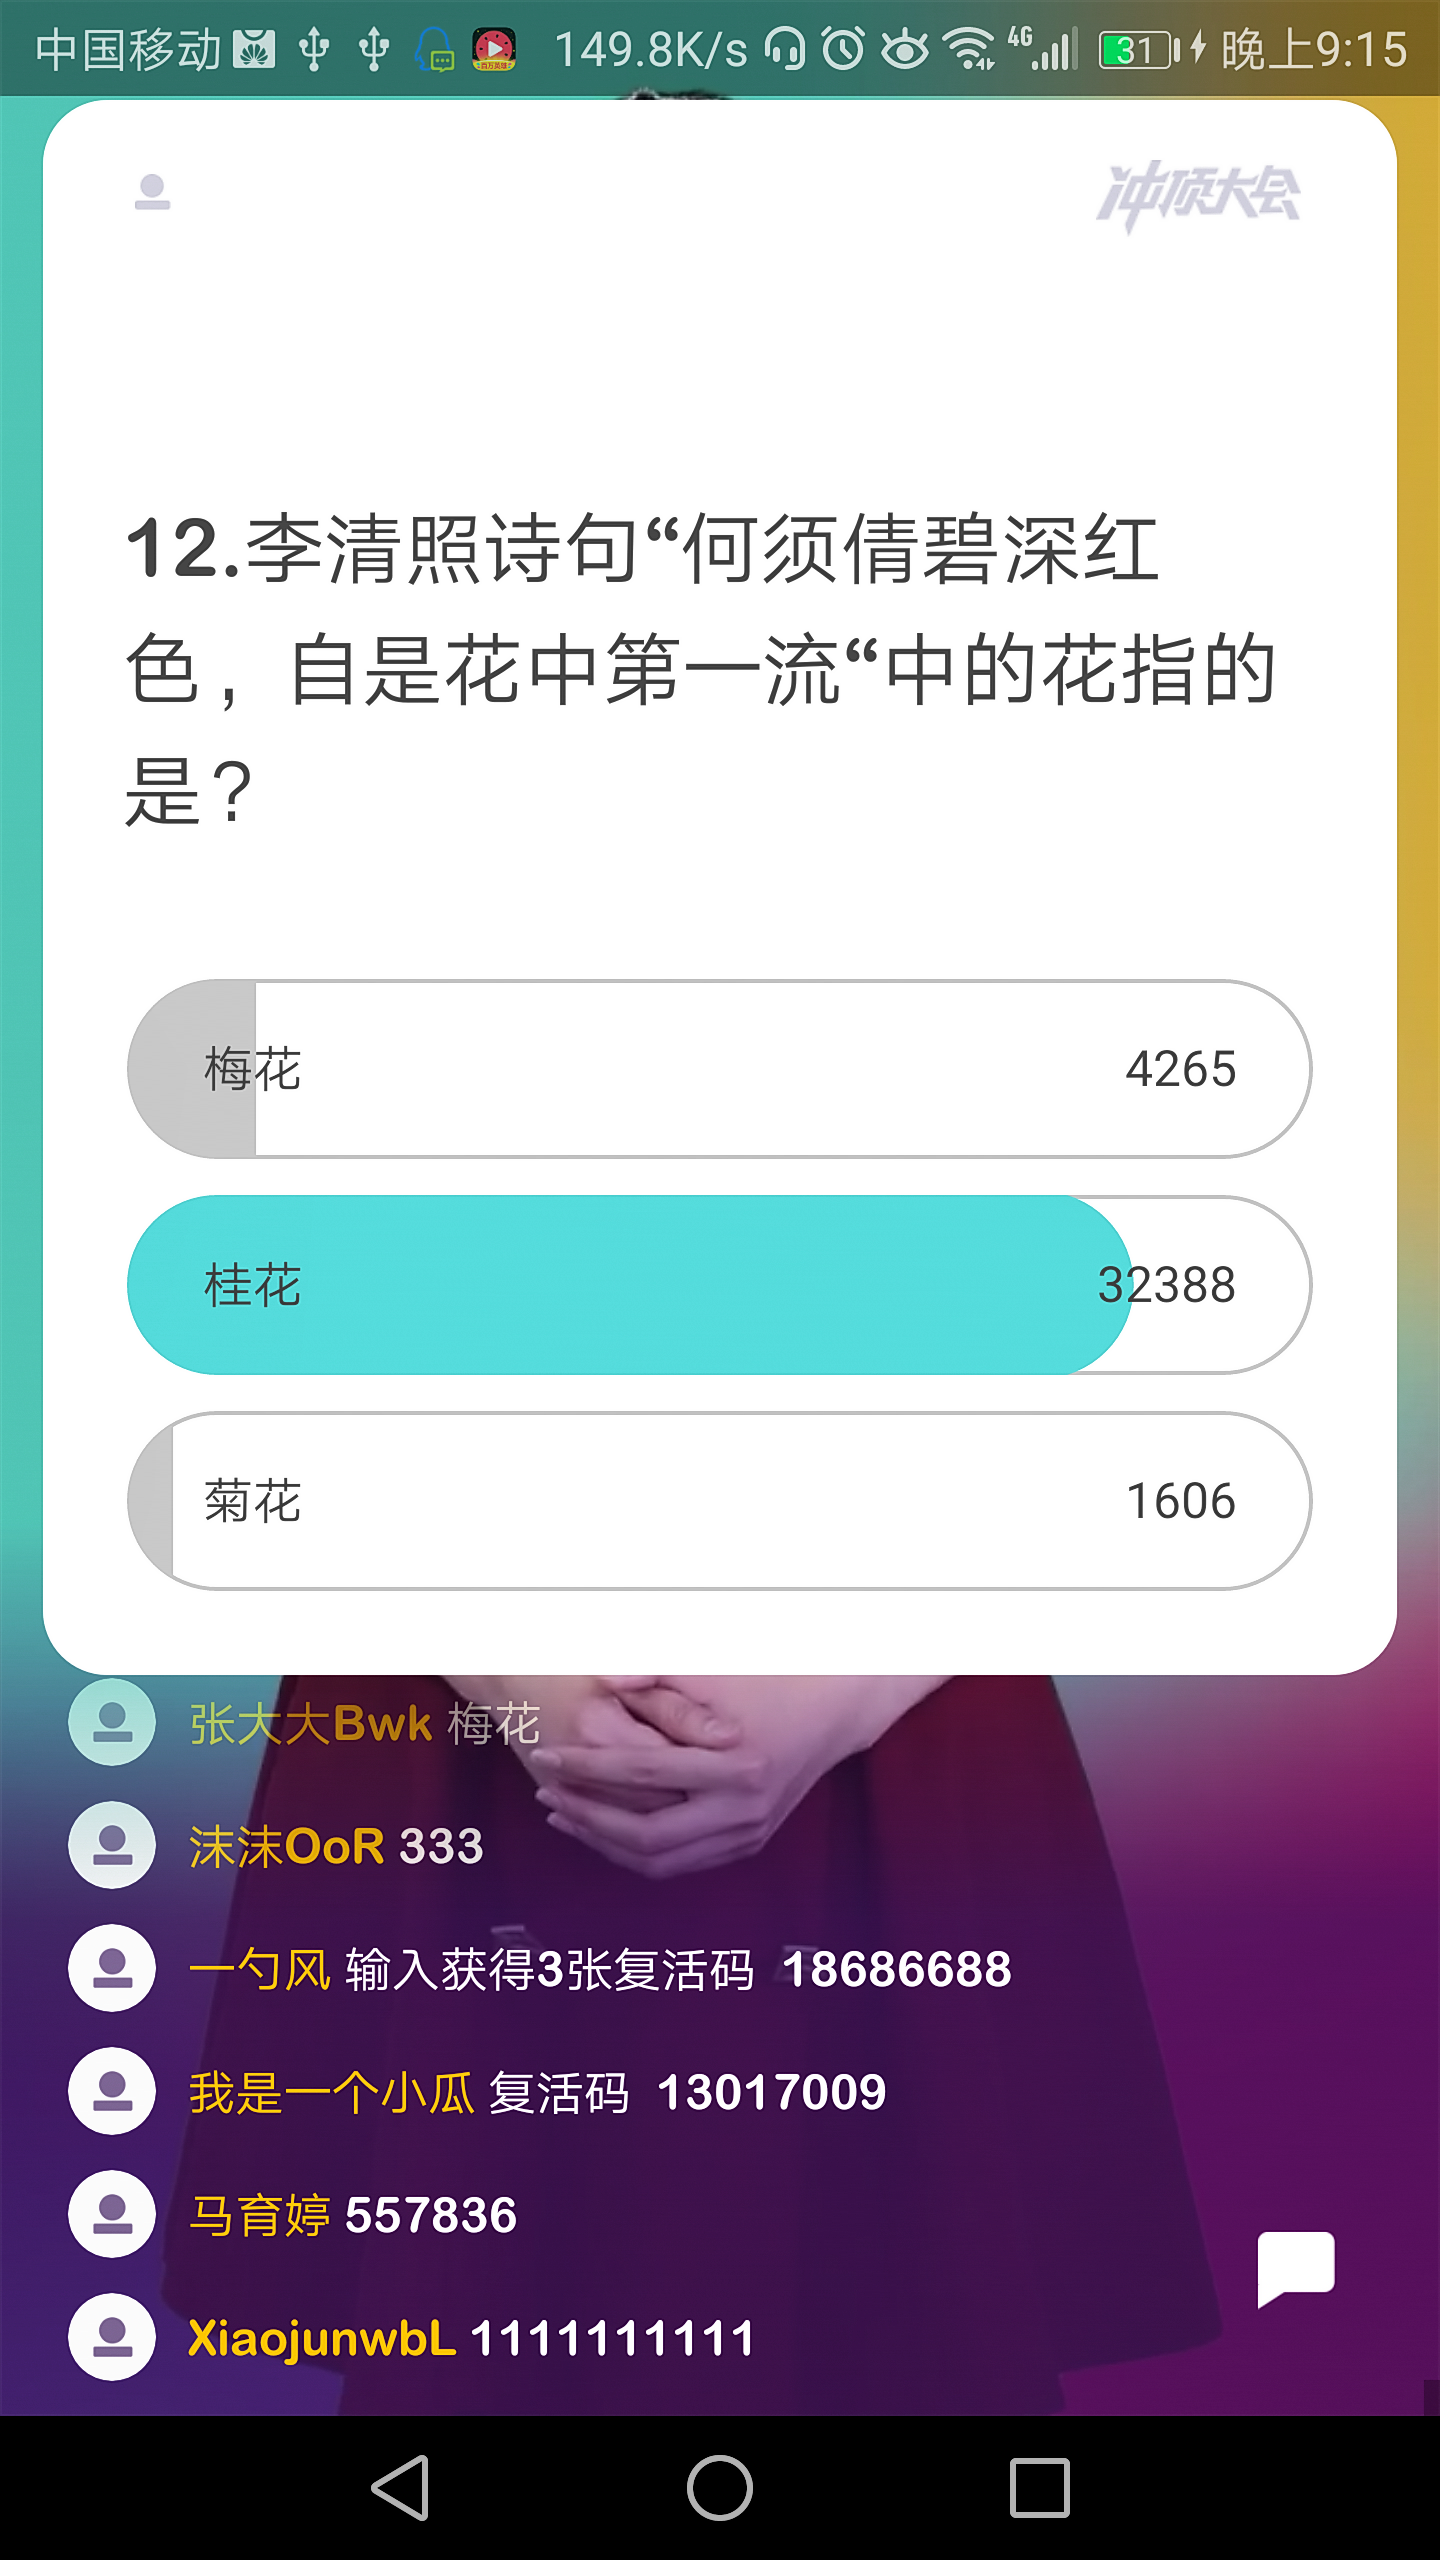 中国移动 149.8K/s 4G 31 晚上9:15
冲顶大会
12.李清照诗句“何须倩碧深红
色，自是花中第一流“中的花指的
是？
梅花 4265
桂花 32388
菊花 1606
张大大Bwk 梅花
沫沫OoR 333
一勺风 输入获得3张复活码 18686688
我是一个小瓜 复活码 13017009
马育婷 557836
XiaojunwbL 1111111111